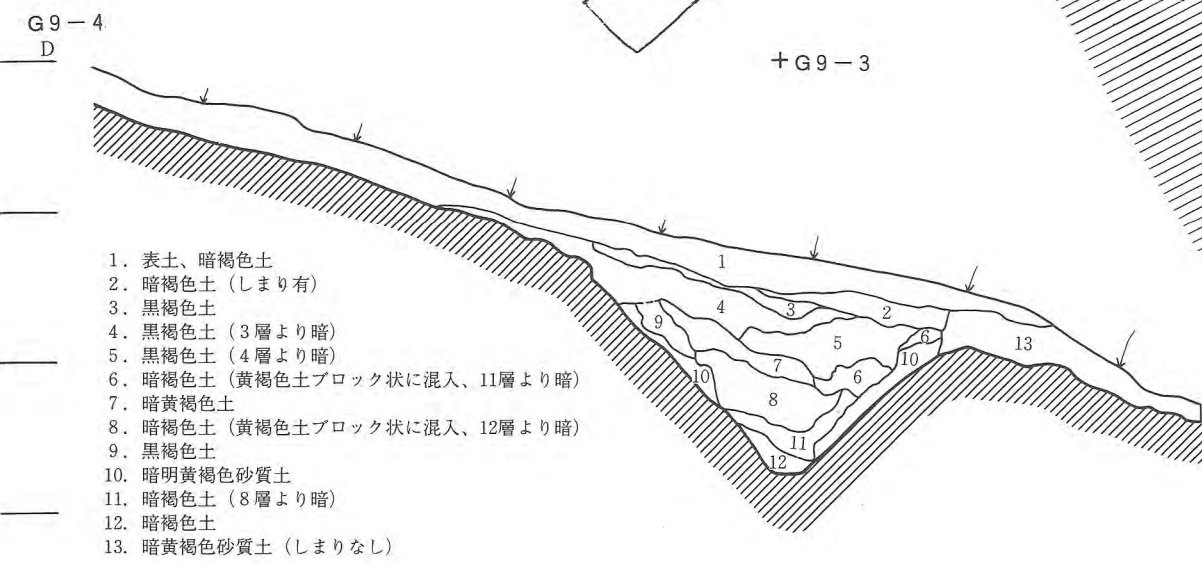 G9－4
D
＋G9－3
1．表土、暗褐色土
2．暗褐色土（しまり有）
3．黒褐色土
4．黒褐色土（3層より暗）
5．黒褐色土（4層より暗）
6．暗褐色土（黄褐色土ブロック状に混入、11層より暗）
7．暗黄褐色土
8．暗褐色土（黄褐色土ブロック状に混入、12層より暗）
9．黒褐色土
10．暗明黄褐色砂質土
11．暗褐色土（8層より暗）
12．暗褐色土
13．暗黄褐色砂質土（しまりなし）
1
4
3
2
9
5
6
13
10
7
6
10
8
11
12